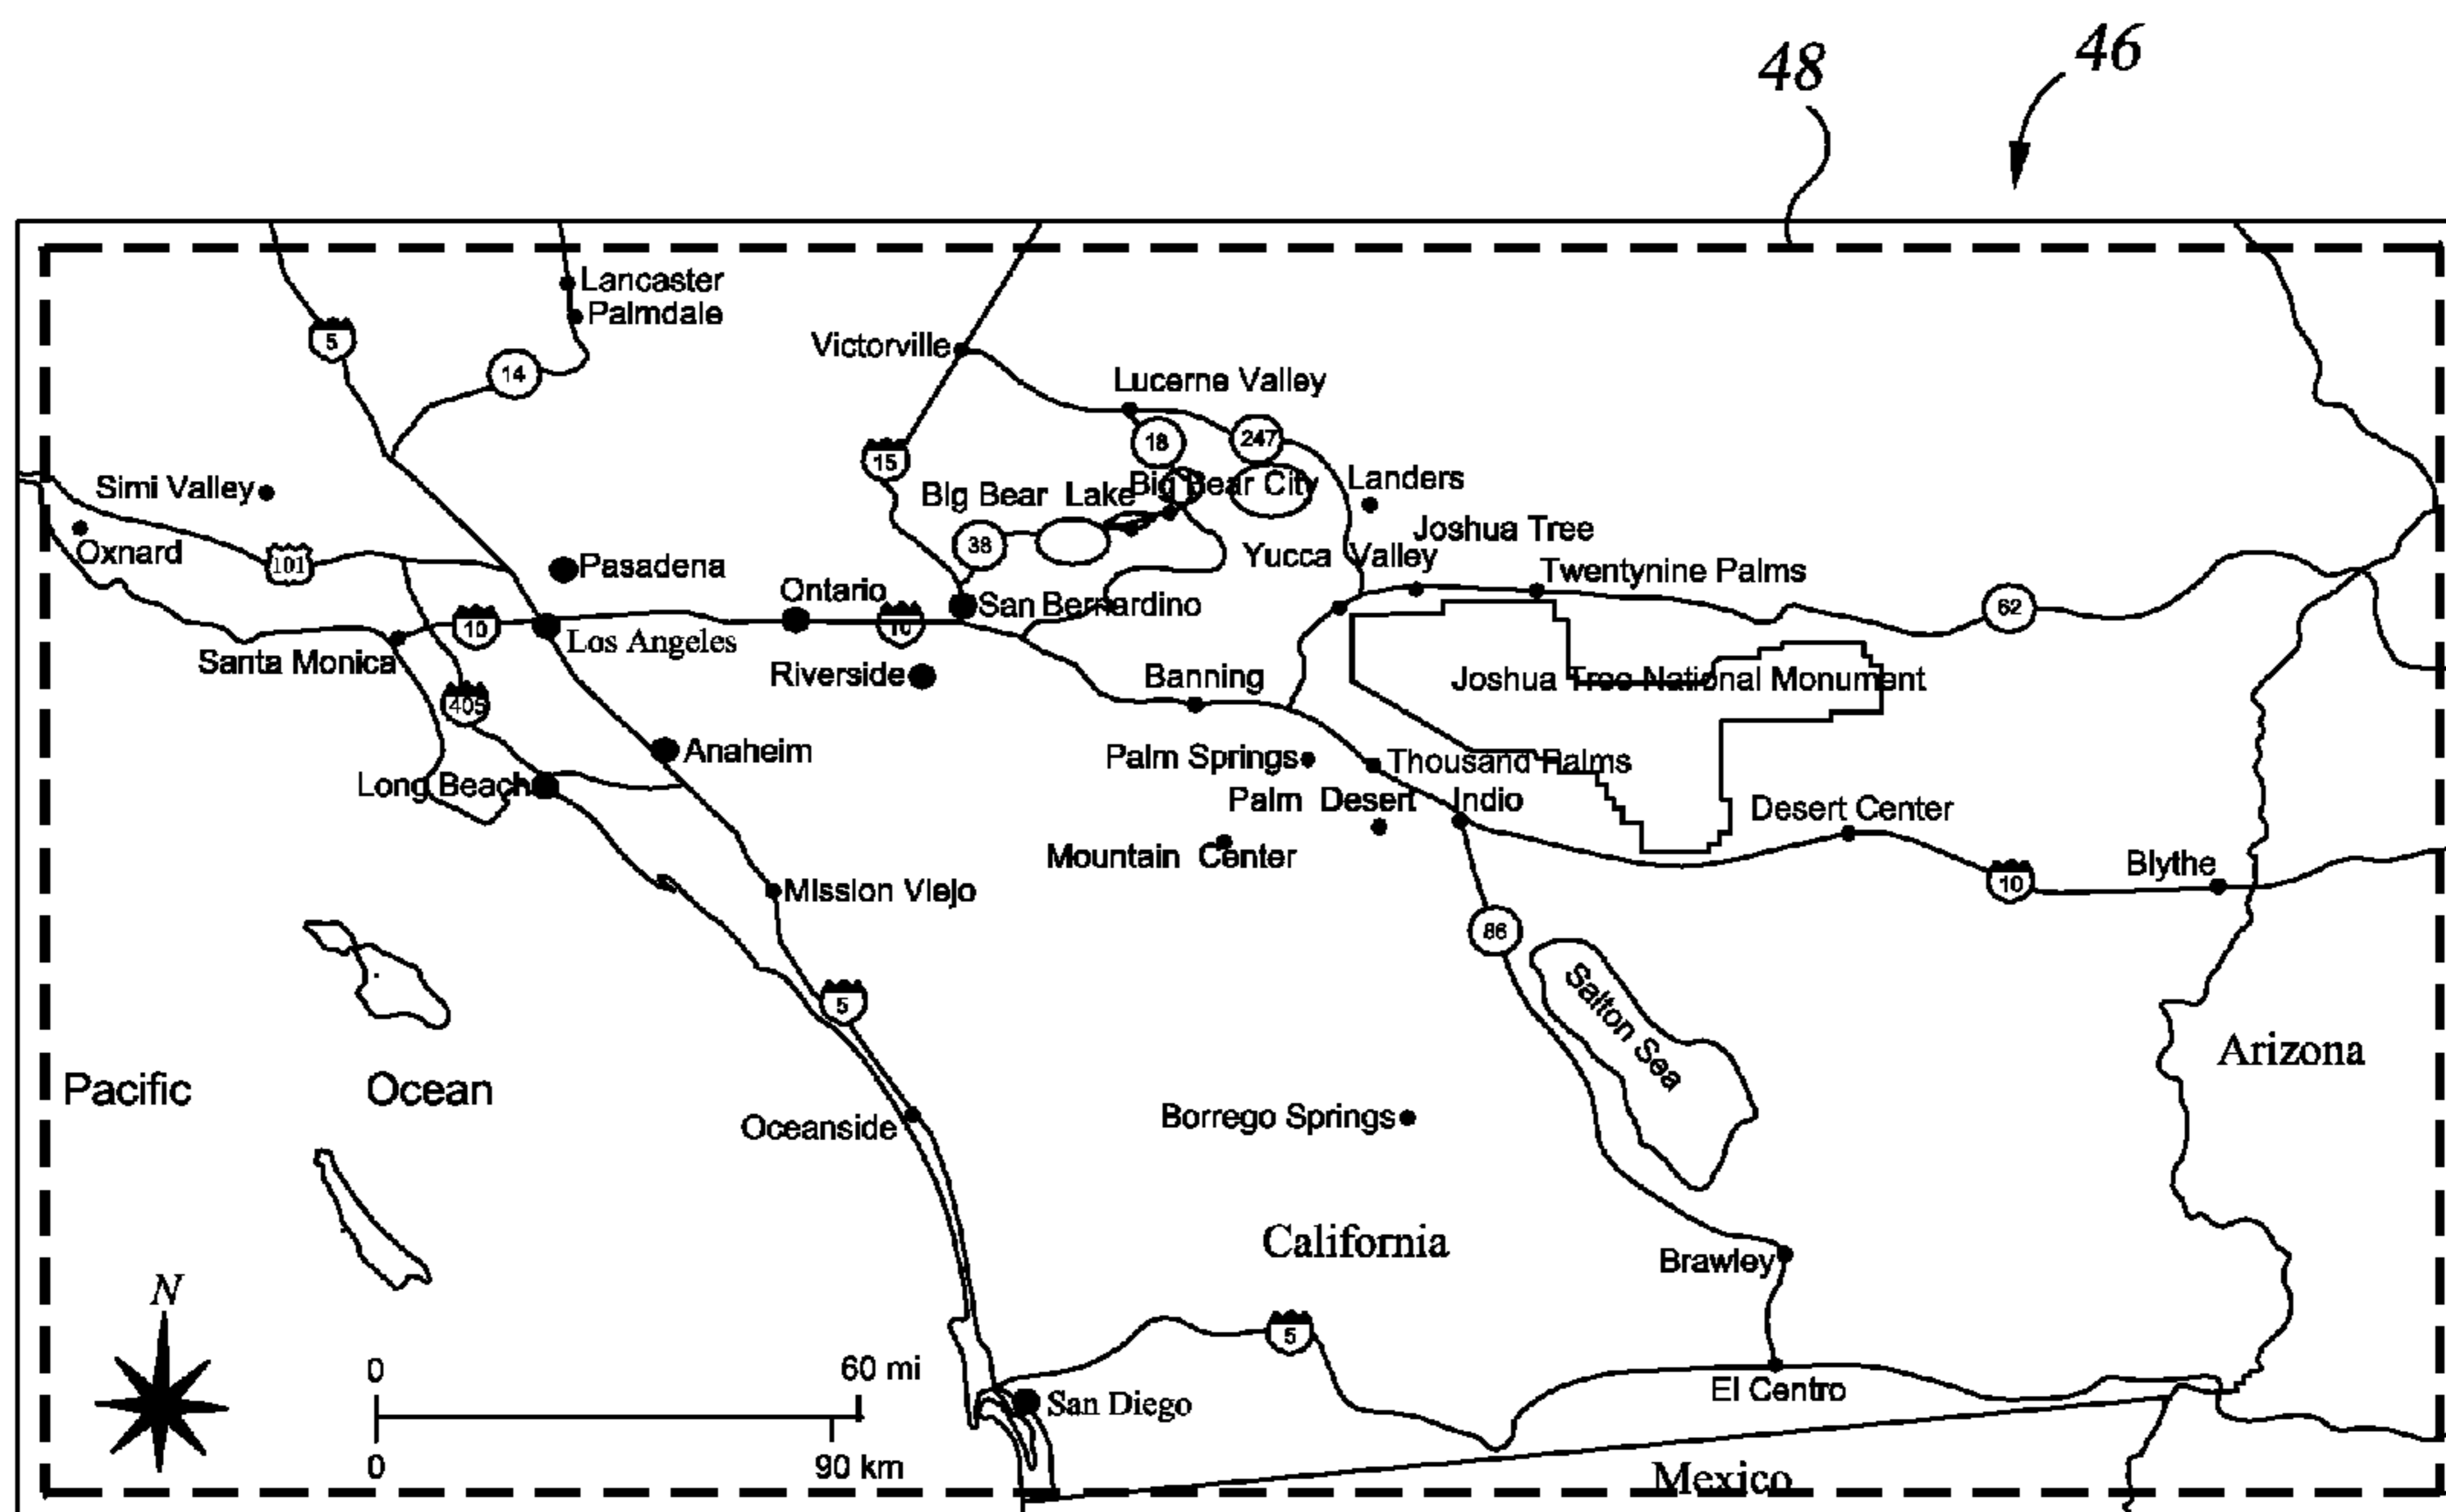 48
46
Lancaster
Palmdale
5
14
Victorville
Lucerne Valley
18
247
15
Simi Valley
Big Bear Lake
Big Bear City
Landers
Oxnard
101
Pasadena
38
Joshua Tree
Yucca Valley
Twentynine Palms
Ontario
San Bernardino
62
10
10
Los Angeles
Santa Monica
Riverside
Banning
Joshua Tree National Monument
405
Anaheim
Palm Springs
Thousand Palms
Long Beach
Palm Desert
Indio
Desert Center
Mountain Center
Blythe
10
Mission Viejo
86
5
Salton Sea
Arizona
Pacific Ocean
Oceanside
Borrego Springs
California
Brawley
N
5
0
60 mi
El Centro
San Diego
0
90 km
Mexico